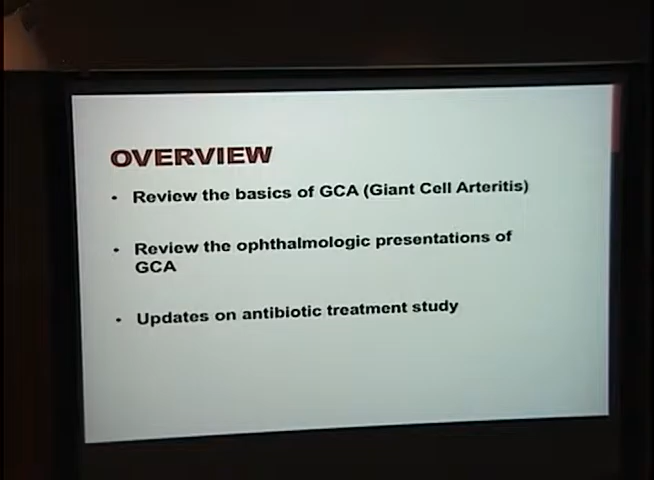 OVERVIEW
• Review the basics of GCA (Giant Cell Arteritis)
• Review the ophthalmologic presentations of
GCA
• Updates on antibiotic treatment study